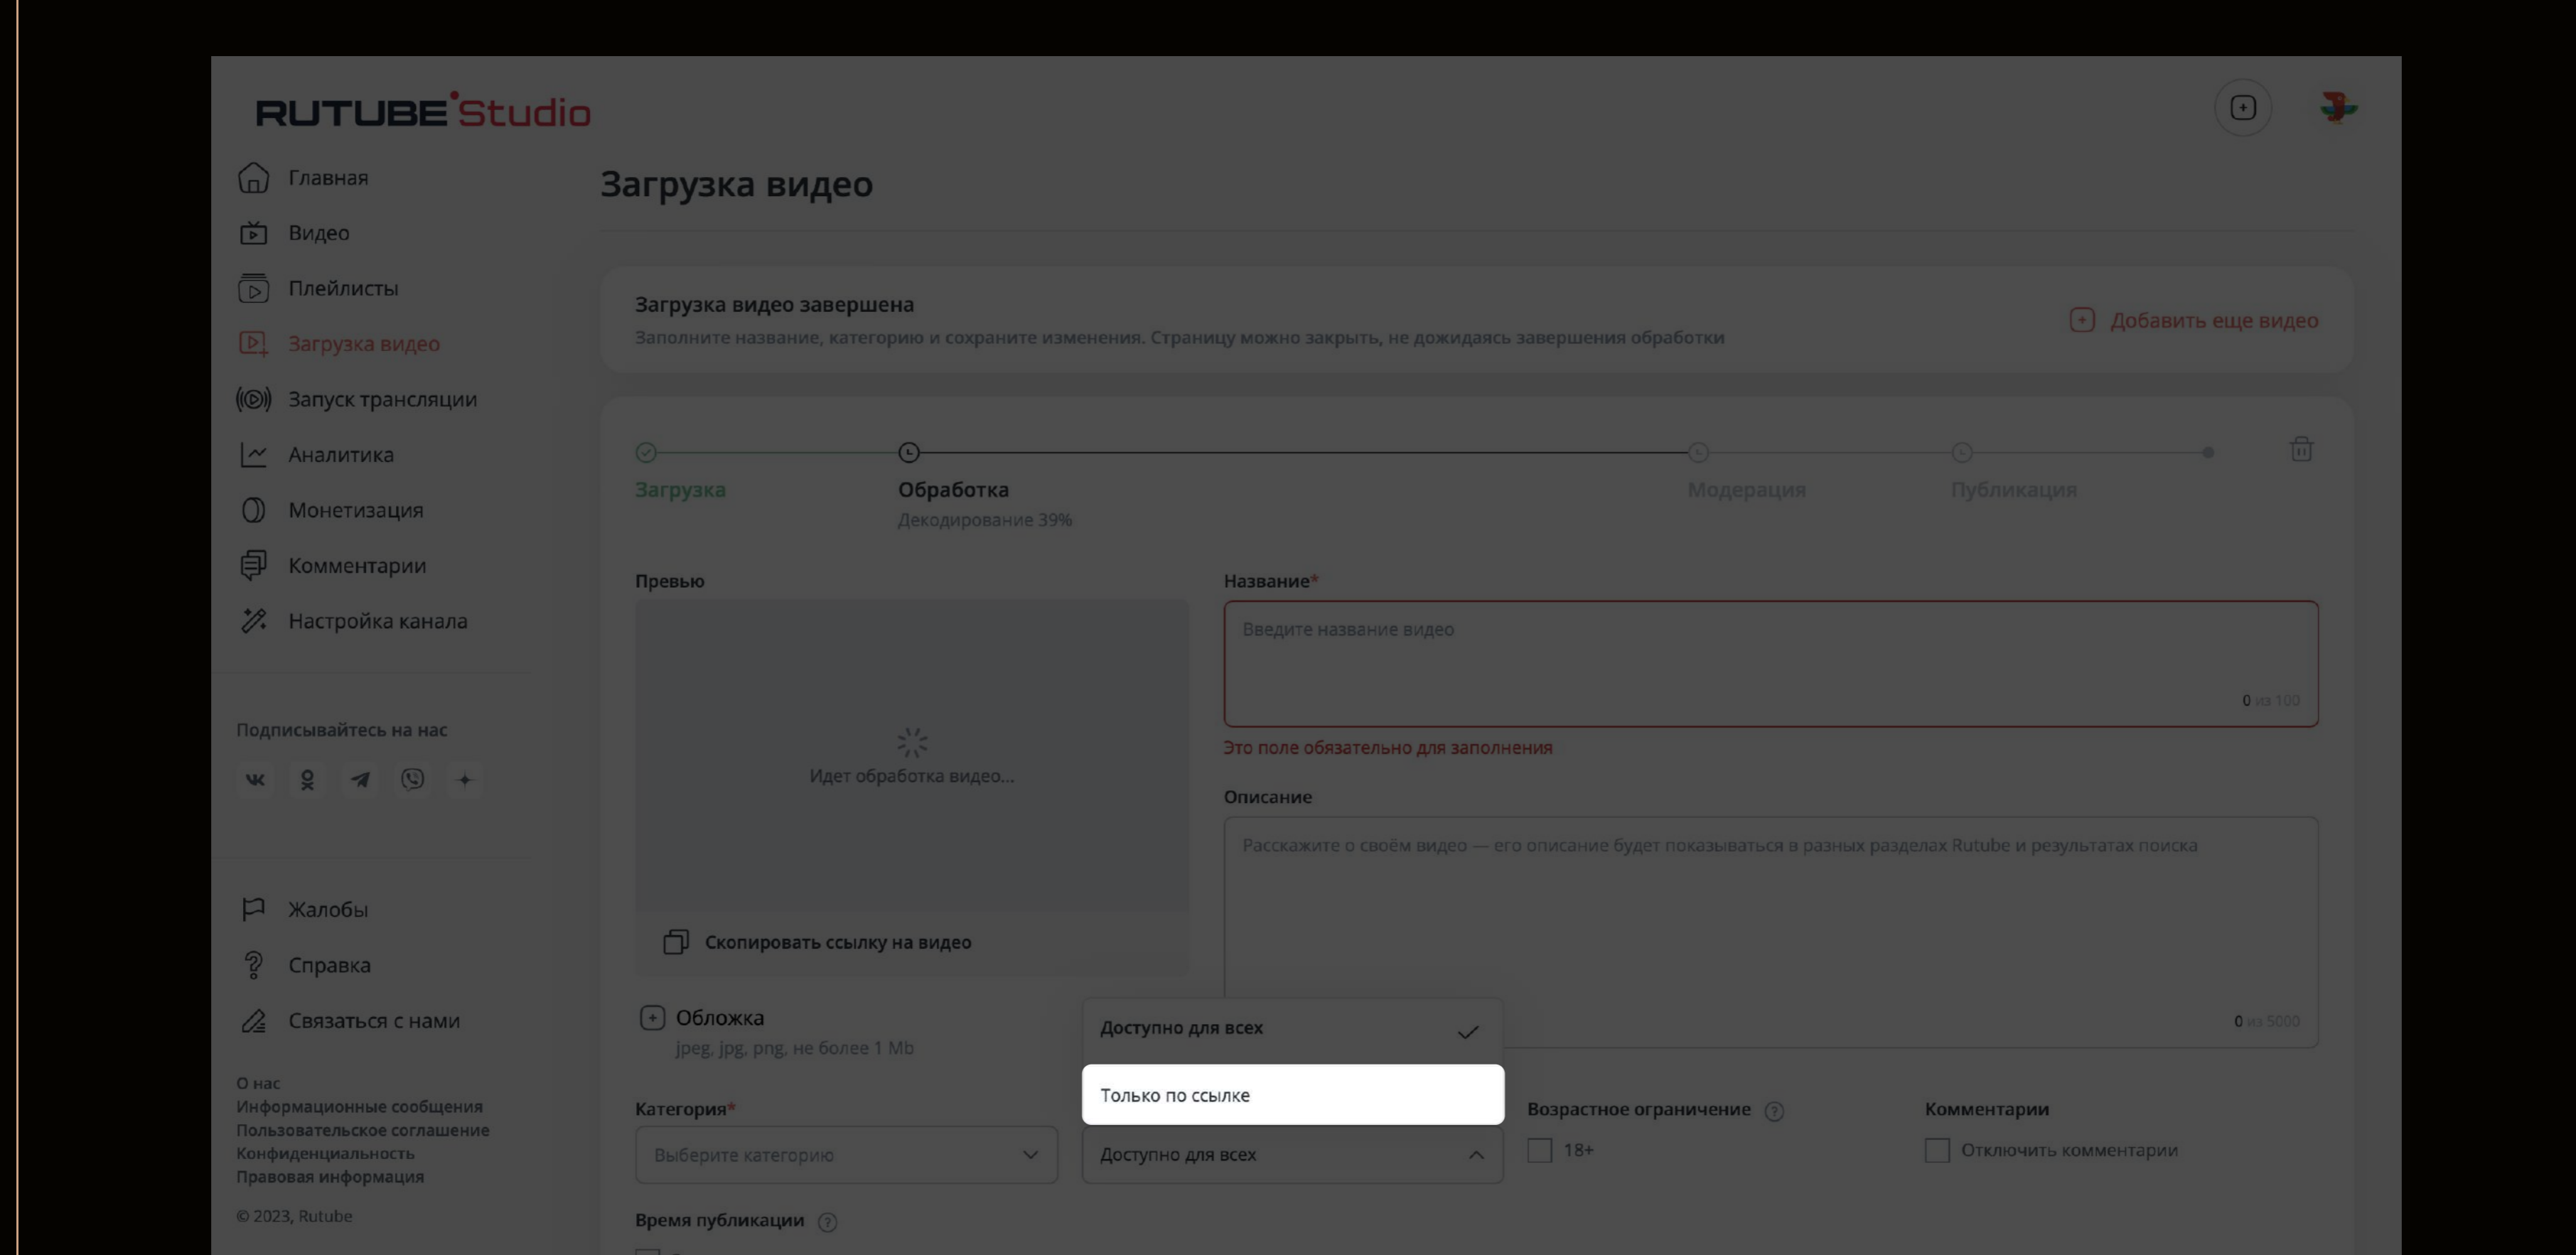 RUTUBE Studio
Главная
Видео
Плейлисты
Загрузка видео
Запуск трансляции
Аналитика
Монетизация
Комментарии
Настройка канала
Подписывайтесь на нас
Жалобы
Справка
Связаться с нами
О нас
Информационные сообщения
Пользовательское соглашение
Конфиденциальность
Правовая информация
© 2023, Rutube
Загрузка видео
Загрузка видео завершена
Заполните название, категорию и сохраните изменения. Страницу можно закрыть, не дожидаясь завершения обработки
Добавить еще видео
Загрузка
Обработка
Декодирование 39%
Модерация
Публикация
Превью
Идет обработка видео...
Скопировать ссылку на видео
Обложка
jpeg, jpg, png, не более 1 Mb
Название*
Введите название видео
0 из 100
Это поле обязательно для заполнения
Описание
Расскажите о своём видео — его описание будет показываться в разных разделах Rutube и результатах поиска
0 из 5000
Категория*
Выберите категорию
Доступно для всех
Только по ссылке
Доступно для всех
Возрастное ограничение ?
18+
Комментарии
Отключить комментарии
Время публикации ?